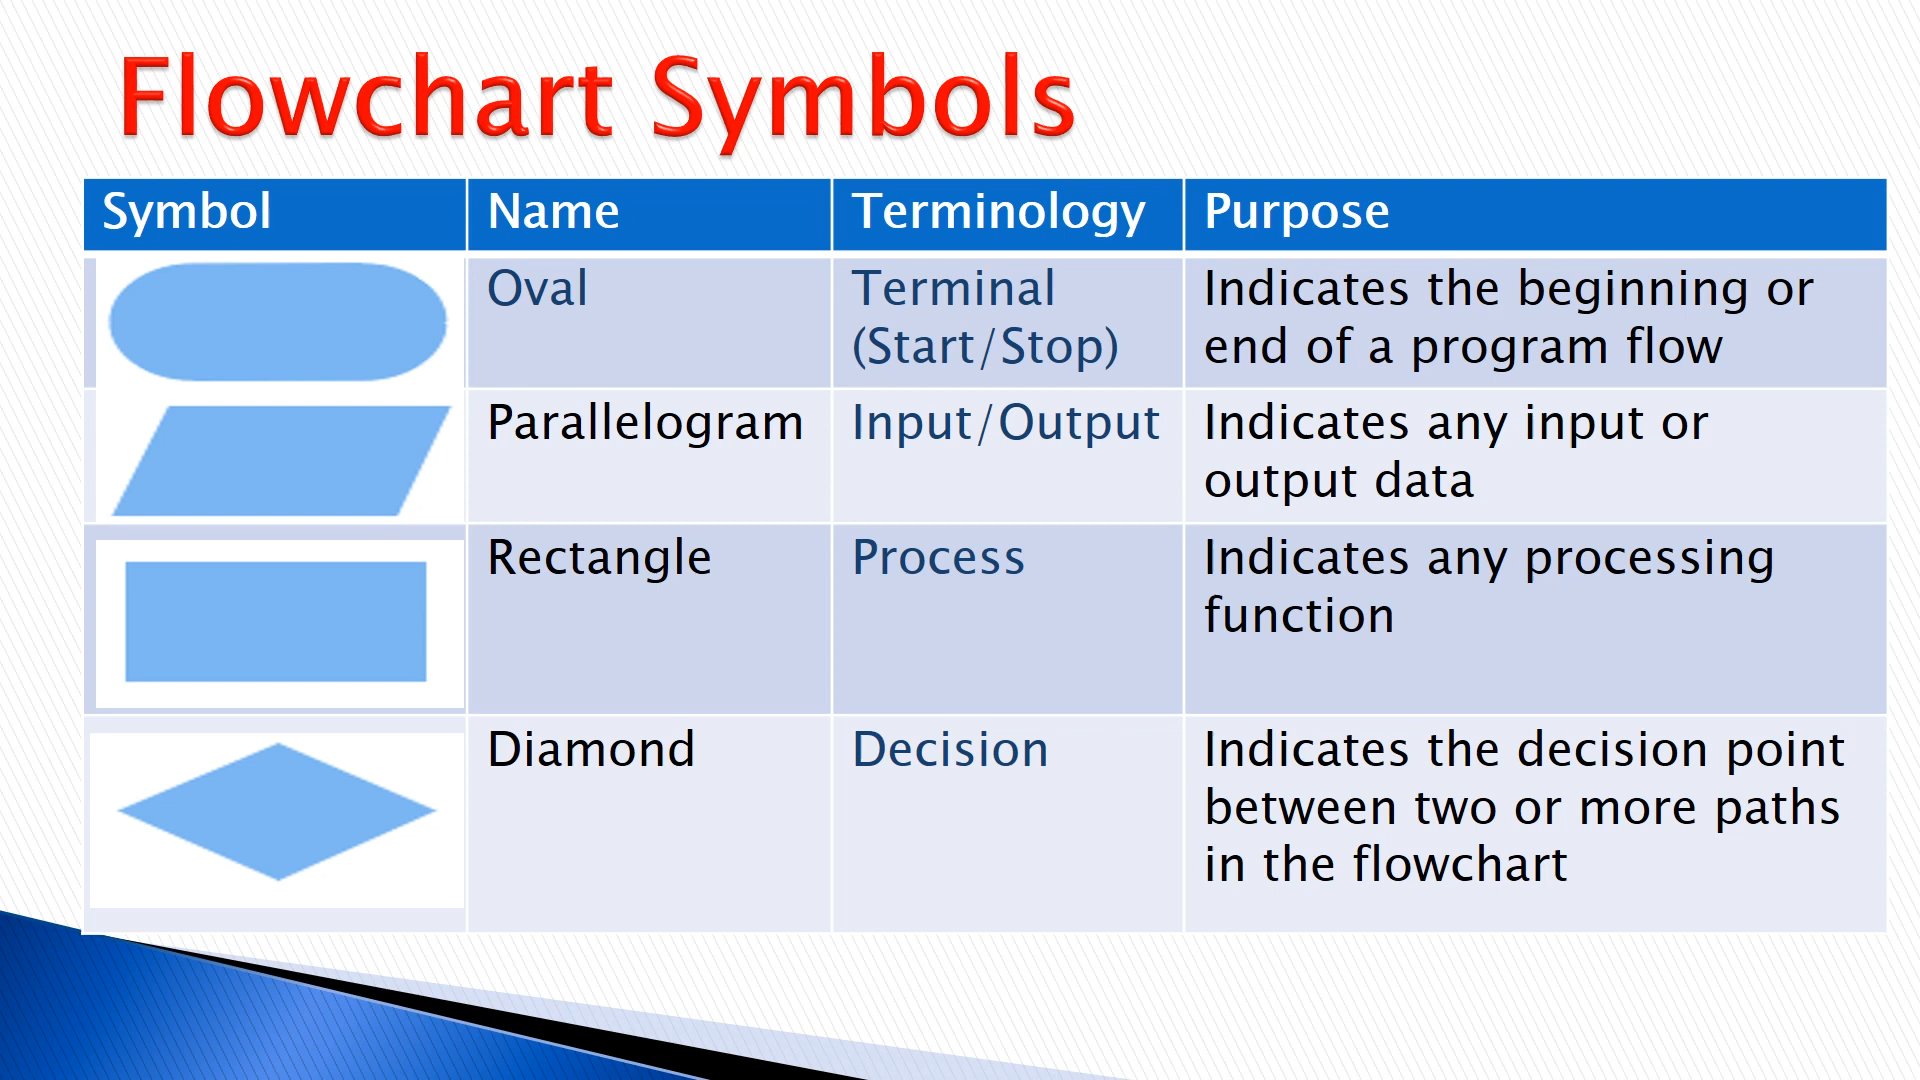 Flowchart Symbols
Symbol Name Terminology Purpose
Oval Terminal (Start/Stop) Indicates the beginning or
end of a program flow
Parallelogram Input/Output Indicates any input or
output data
Rectangle Process Indicates any processing
function
Diamond Decision Indicates the decision point
between two or more paths
in the flowchart